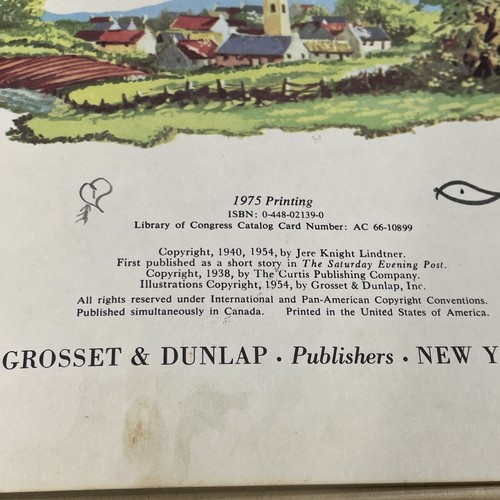 1975 Printing
ISBN: 0-448-02139-0
Library of Congress Catalog Card Number: AC 66-10899
Copyright, 1940, 1954, by Jere Knight Lindtner.
First published as a short story in The Saturday Evening Post.
Copyright, 1938, by The Curtis Publishing Company.
Illustrations Copyright, 1954, by Grosset & Dunlap, Inc.
All rights reserved under International and Pan-American Copyright Conventions.
Published simultaneously in Canada. Printed in the United States of America.
GROSSET & DUNLAP · Publishers · NEW Y